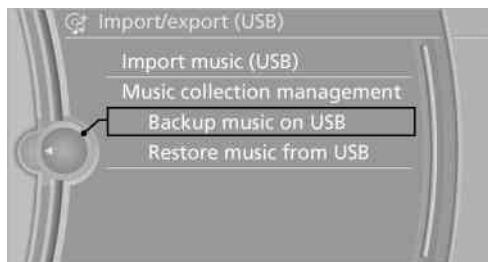 Import/export (USB)
Import music (USB)
Music collection management
Backup music on USB
Restore music from USB